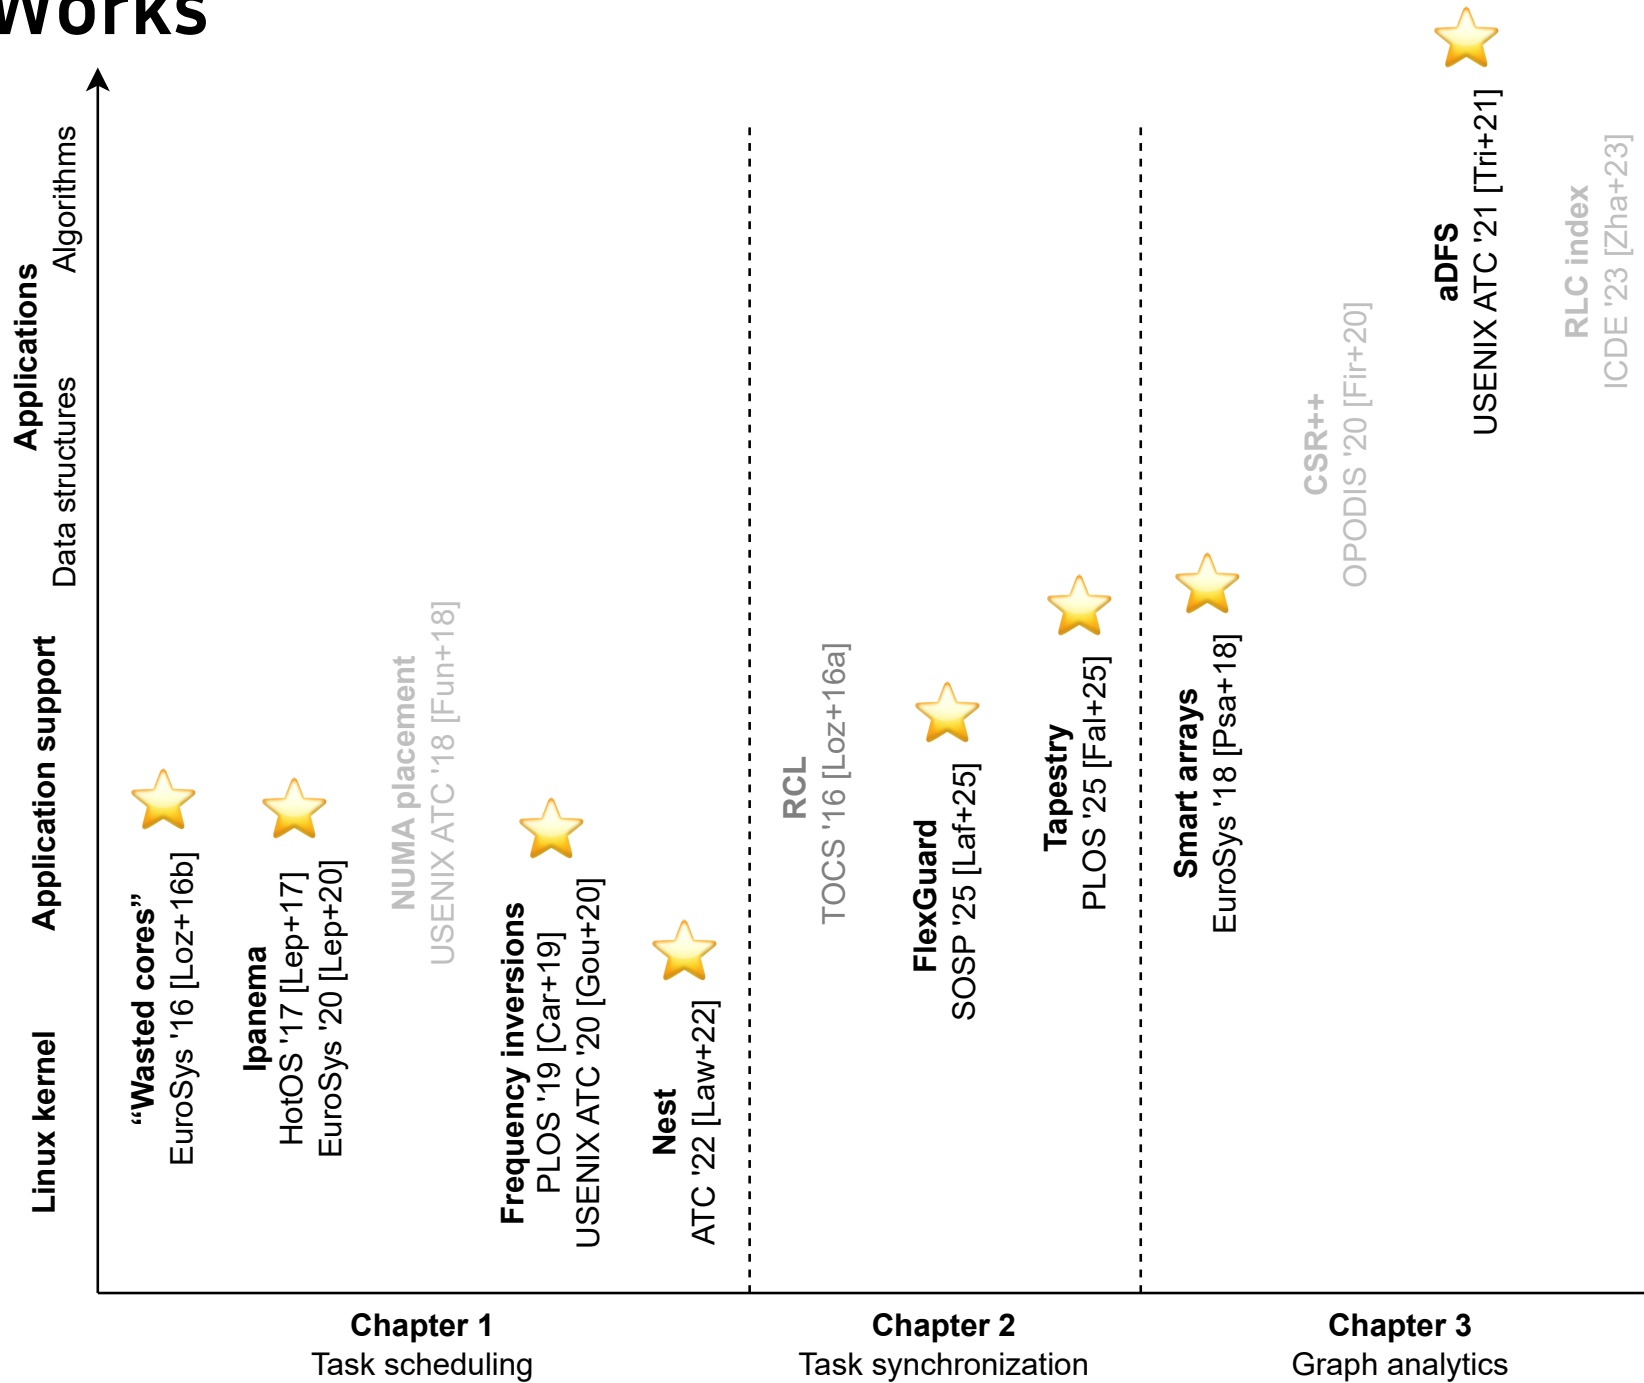 Works
Applications
Algorithms
Data structures
Application support
Linux kernel
“Wasted cores”
EuroSys '16 [Loz+16b]
Ipanema
HotOS '17 [Lep+17]
EuroSys '20 [Lep+20]
NUMA placement
USENIX ATC '18 [Fun+18]
Frequency inversions
PLOS '19 [Car+19]
USENIX ATC '20 [Gou+20]
Nest
ATC '22 [Law+22]
RCL
TOCS '16 [Loz+16a]
FlexGuard
SOSP '25 [Laf+25]
Tapestry
PLOS '25 [Fal+25]
Smart arrays
EuroSys '18 [Psa+18]
CSR++
OPODIS '20 [Fir+20]
aDFS
USENIX ATC '21 [Tri+21]
RLC index
ICDE '23 [Zha+23]
Chapter 1
Task scheduling
Chapter 2
Task synchronization
Chapter 3
Graph analytics